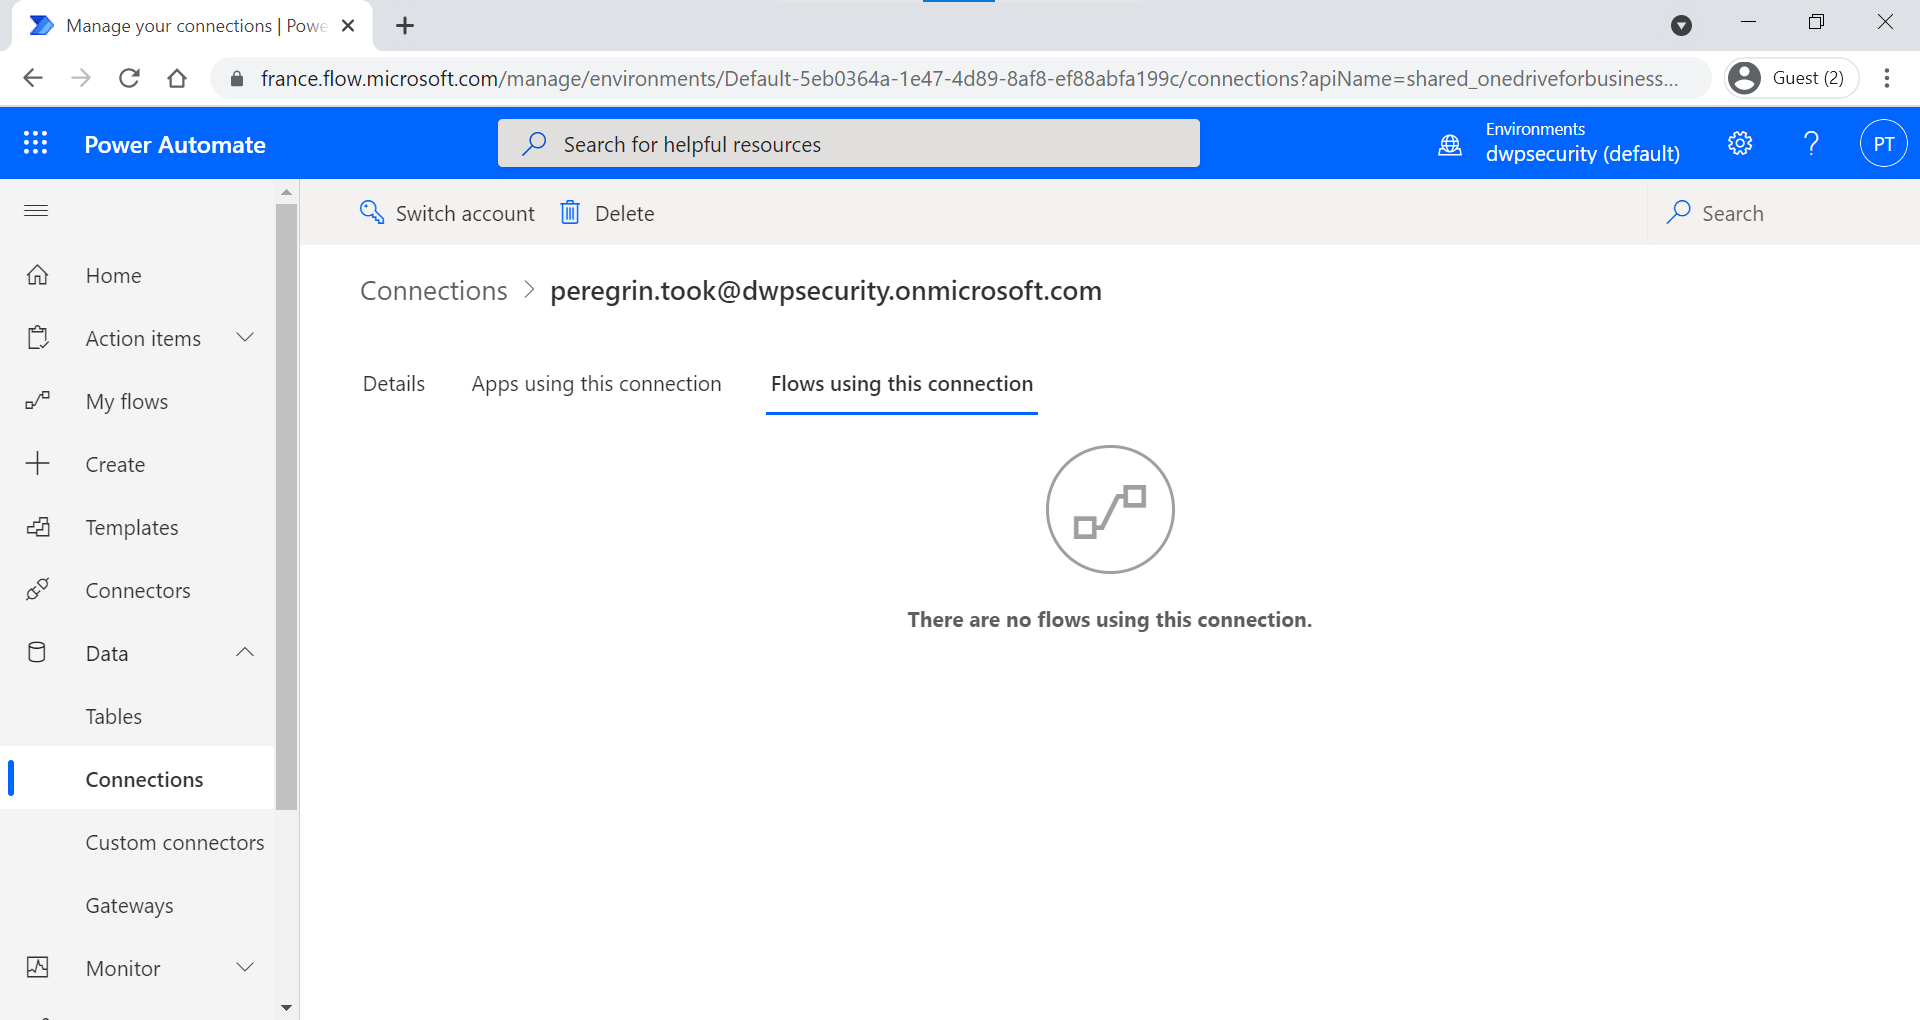 Manage your connections | Powe
france.flow.microsoft.com/manage/environments/Default-5eb0364a-1e47-4d89-8af8-ef88abfa199c/connections?apiName=shared_onedriveforbusiness...
Guest (2)
Power Automate
Search for helpful resources
Environments
dwpsecurity (default)
?
PT
Switch account
Delete
Search
Home
Action items
My flows
Create
Templates
Connectors
Data
Tables
Connections
Custom connectors
Gateways
Monitor
Connections > peregrin.took@dwpsecurity.onmicrosoft.com
Details
Apps using this connection
Flows using this connection
There are no flows using this connection.